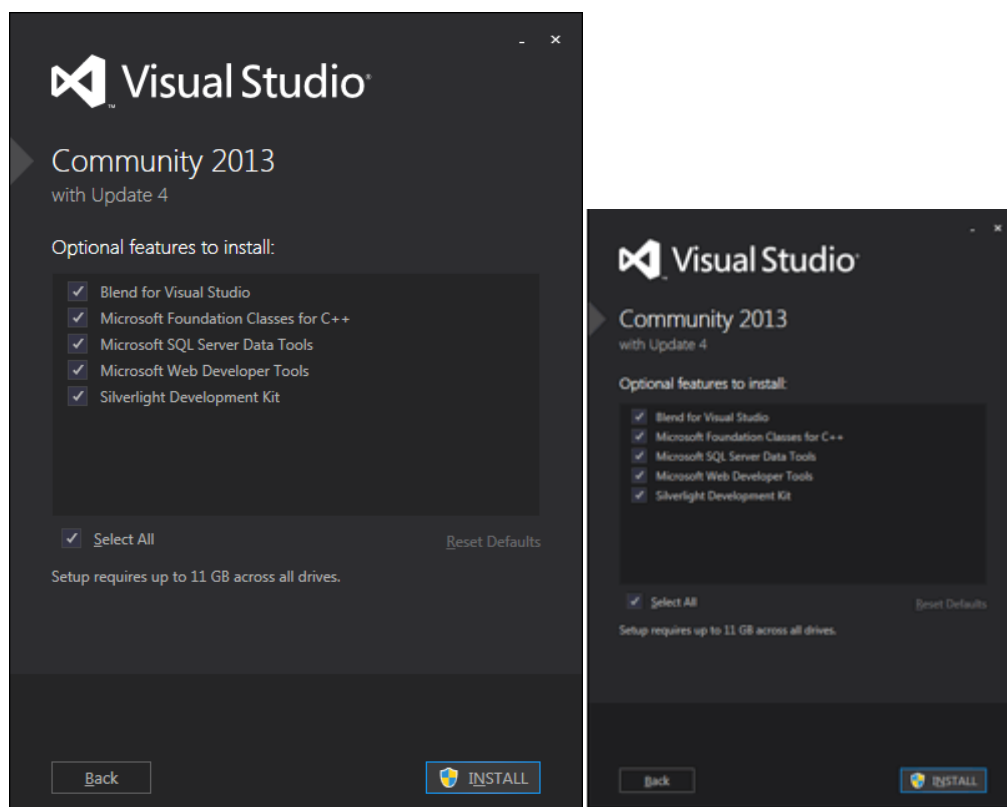 Visual Studio
™
Community 2013
with Update 4
Optional features to install:
Blend for Visual Studio
Microsoft Foundation Classes for C++
Microsoft SQL Server Data Tools
Microsoft Web Developer Tools
Silverlight Development Kit
Select All
Reset Defaults
Setup requires up to 11 GB across all drives.
Back
INSTALL
Visual Studio
Community 2013
with Update 4
Optional features to install:
Blend for Visual Studio
Microsoft Foundation Classes for C++
Microsoft SQL Server Data Tools
Microsoft Web Developer Tools
Silverlight Development Kit
Select All
Reset Defaults
Setup requires up to 11 GB across all drives.
Back
INSTALL